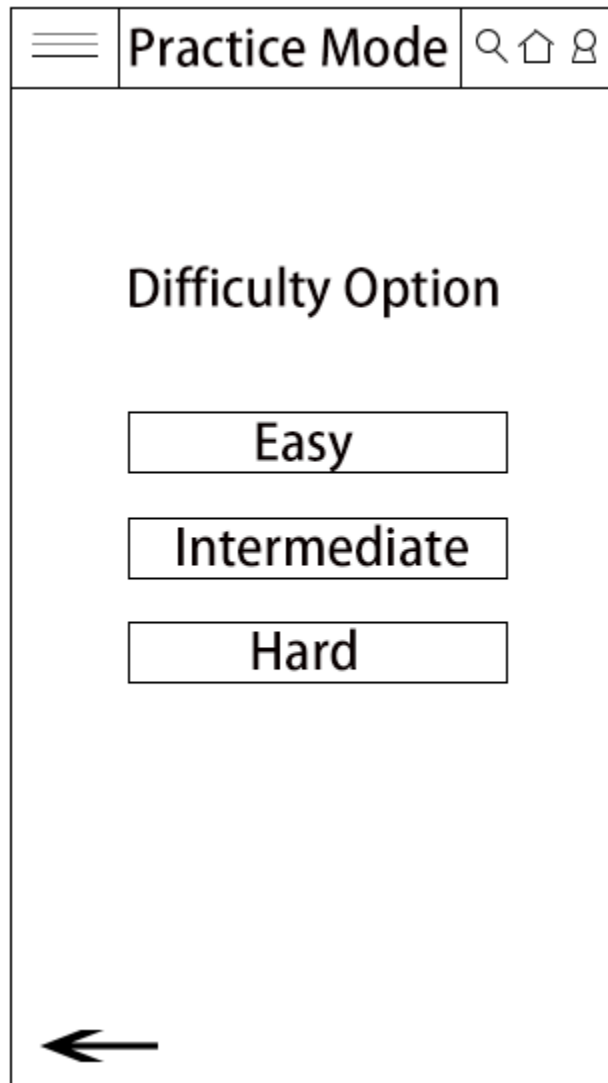 Practice Mode
Difficulty Option
Easy
Intermediate
Hard